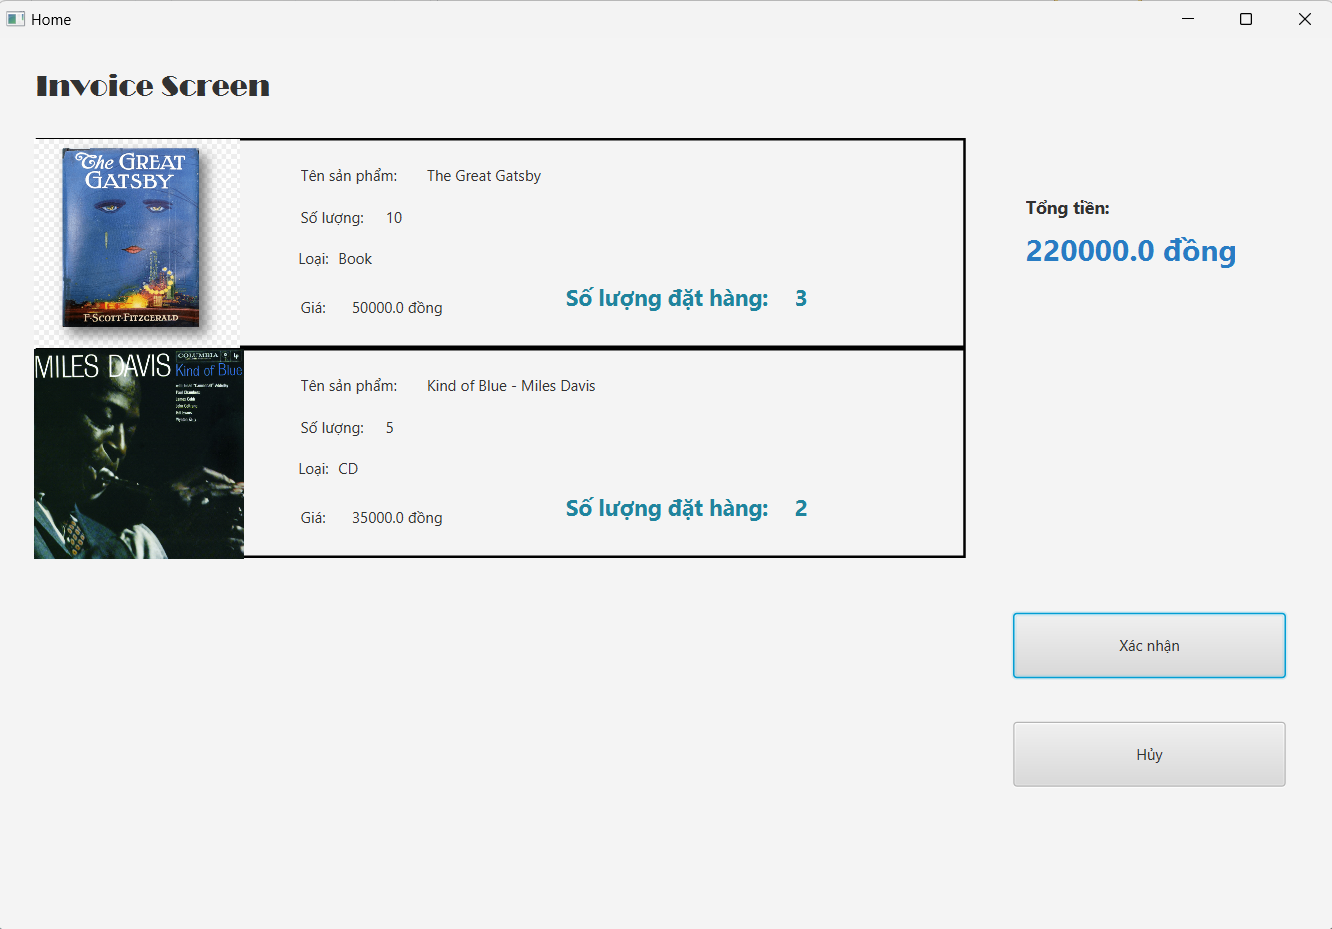 Home
Invoice Screen
The GREAT
GATSBY
F·SCOTT·FITZGERALD
Tên sản phẩm: The Great Gatsby
Số lượng: 10
Loại: Book
Giá: 50000.0 đồng
Số lượng đặt hàng: 3
MILES DAVIS
COLUMBIA
Kind of Blue
Tên sản phẩm: Kind of Blue - Miles Davis
Số lượng: 5
Loại: CD
Giá: 35000.0 đồng
Số lượng đặt hàng: 2
Tổng tiền:
220000.0 đồng
Xác nhận
Hủy